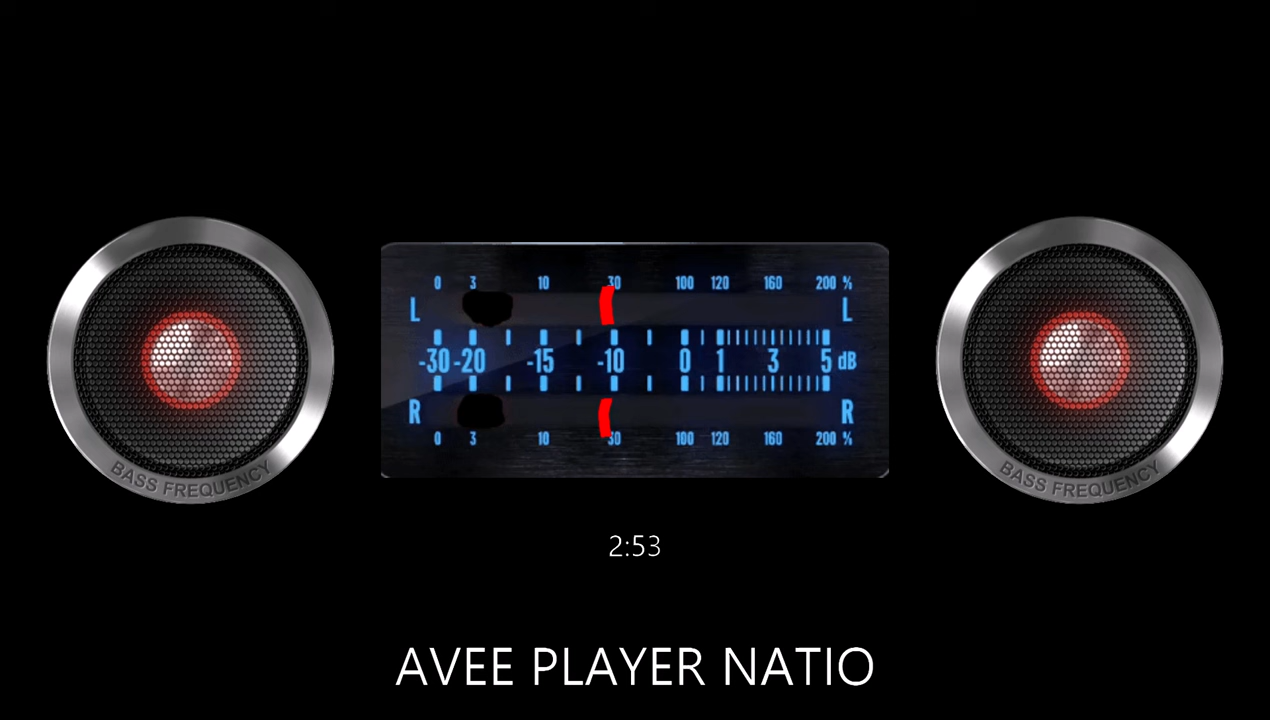 0 3 10 30 100 120 160 200 %
L L
-30 -20 -15 -10 0 1 3 5 dB
R R
0 3 10 30 100 120 160 200 %
BASS FREQUENCY
BASS FREQUENCY
2:53
AVEE PLAYER NATIO